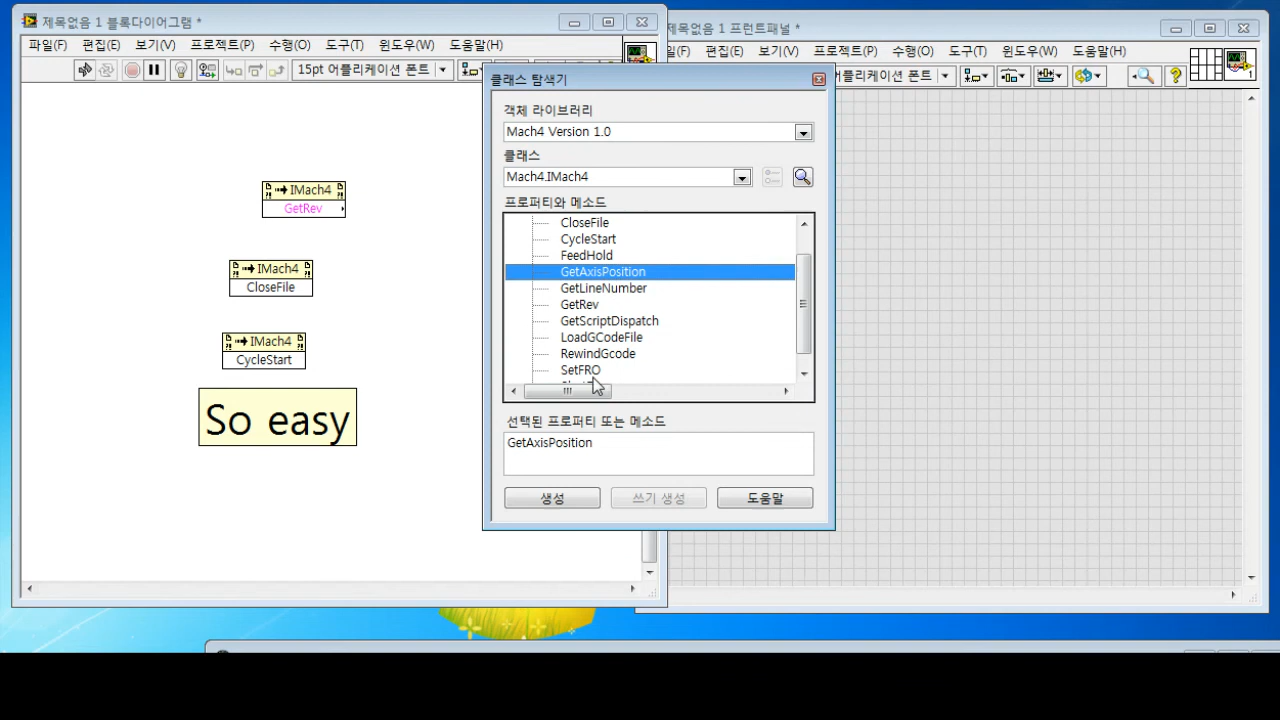 제목없음 1 블록다이어그램 *
파일(F) 편집(E) 보기(V) 프로젝트(P) 수행(O) 도구(T) 윈도우(W) 도움말(H)
15pt 어플리케이션 폰트
IMach4
GetRev
IMach4
CloseFile
IMach4
CycleStart
So easy
클래스 탐색기
객체 라이브러리
Mach4 Version 1.0
클래스
Mach4.IMach4
프로퍼티와 메소드
CloseFile
CycleStart
FeedHold
GetAxisPosition
GetLineNumber
GetRev
GetScriptDispatch
LoadGCodeFile
RewindGcode
SetFRO
선택된 프로퍼티 또는 메소드
GetAxisPosition
생성 쓰기 생성 도움말
제목없음 1 프런트패널 *
(F) 편집(E) 보기(V) 프로젝트(P) 수행(O) 도구(T) 윈도우(W) 도움말(H)
어플리케이션 폰트